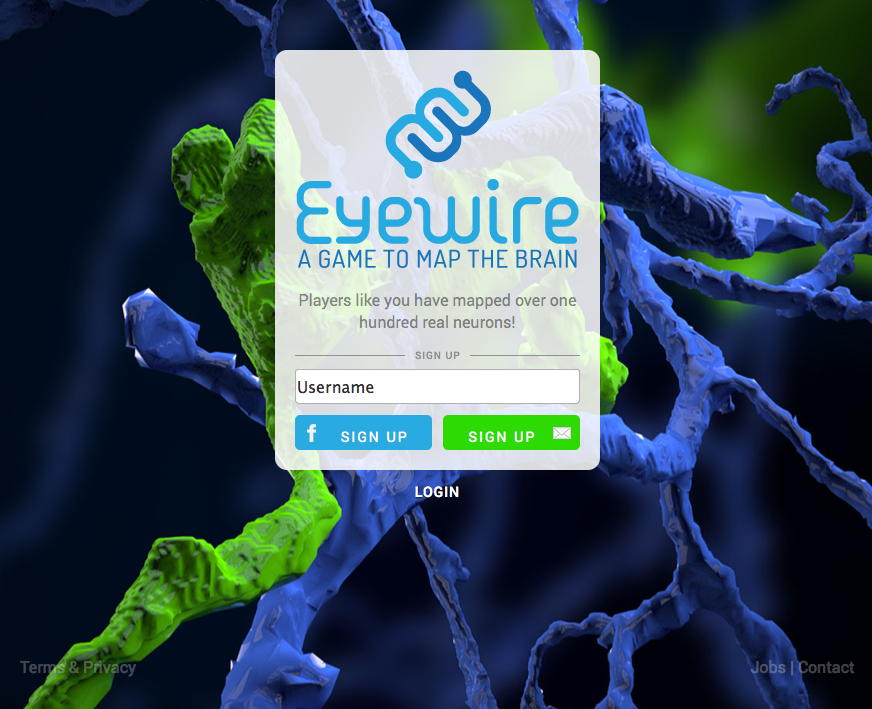 Eyewire
A GAME TO MAP THE BRAIN
Players like you have mapped over one
hundred real neurons!
SIGN UP
Username
f SIGN UP
SIGN UP
LOGIN
Terms & Privacy
Jobs | Contact